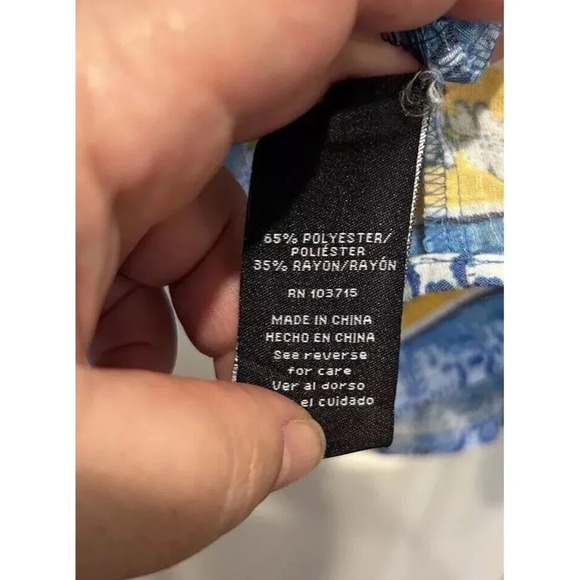 65% POLYESTER/
POLIÉSTER
35% RAYON/RAYÓN
RN 103715
MADE IN CHINA
HECHO EN CHINA
See reverse
for care
Ver al dorso
el cuidado